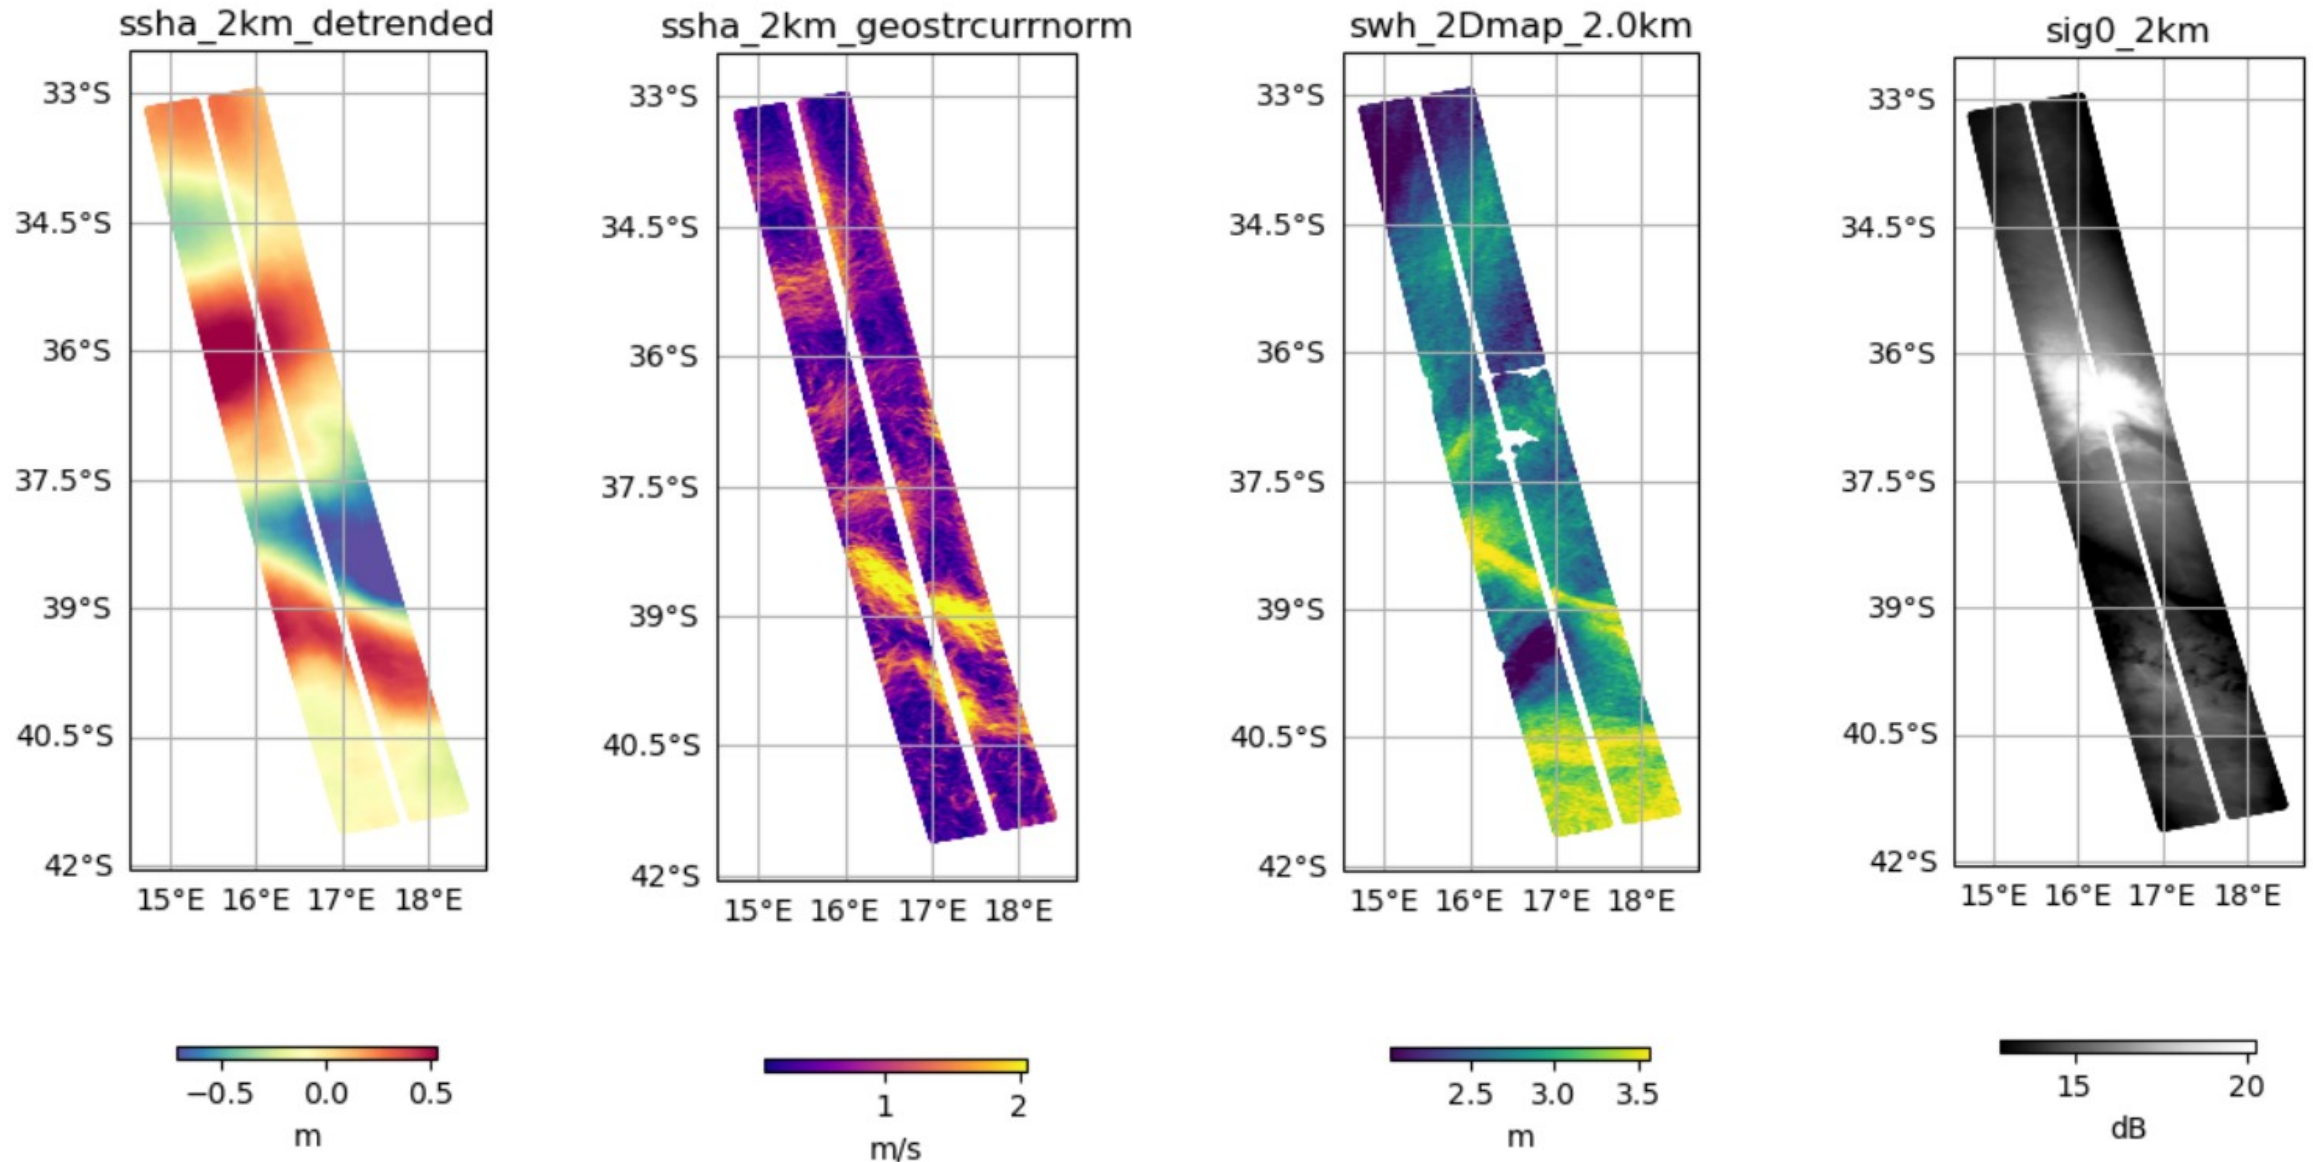 ssha_2km_detrended
33°S
34.5°S
36°S
37.5°S
39°S
40.5°S
42°S
15°E 16°E 17°E 18°E
−0.5 0.0 0.5
m
ssha_2km_geostrcurrnorm
33°S
34.5°S
36°S
37.5°S
39°S
40.5°S
42°S
15°E 16°E 17°E 18°E
1 2
m/s
swh_2Dmap_2.0km
33°S
34.5°S
36°S
37.5°S
39°S
40.5°S
42°S
15°E 16°E 17°E 18°E
2.5 3.0 3.5
m
sig0_2km
33°S
34.5°S
36°S
37.5°S
39°S
40.5°S
42°S
15°E 16°E 17°E 18°E
15 20
dB